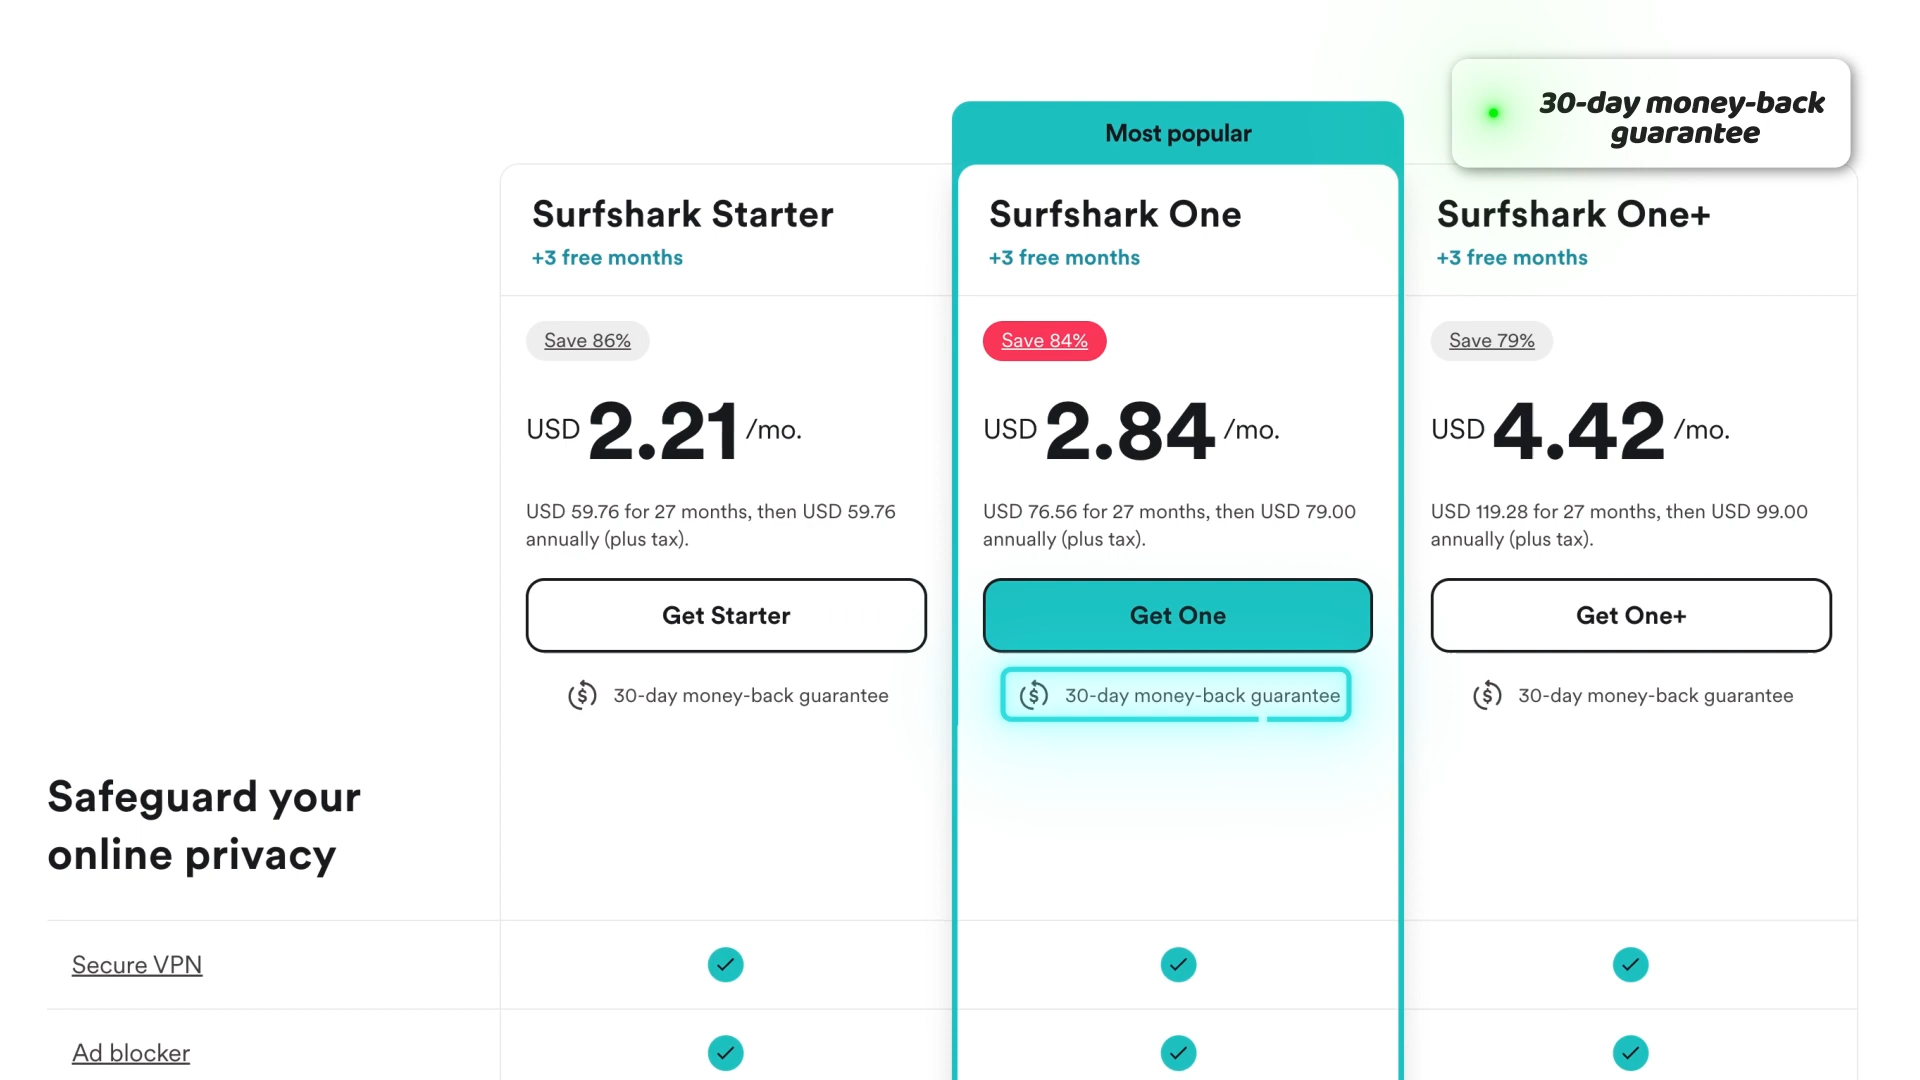 30-day money-back
guarantee
Most popular
Surfshark Starter
+3 free months
Save 86%
USD 2.21 /mo.
USD 59.76 for 27 months, then USD 59.76
annually (plus tax).
Get Starter
30-day money-back guarantee
Surfshark One
+3 free months
Save 84%
USD 2.84 /mo.
USD 76.56 for 27 months, then USD 79.00
annually (plus tax).
Get One
30-day money-back guarantee
Surfshark One+
+3 free months
Save 79%
USD 4.42 /mo.
USD 119.28 for 27 months, then USD 99.00
annually (plus tax).
Get One+
30-day money-back guarantee
Safeguard your
online privacy
Secure VPN
Ad blocker